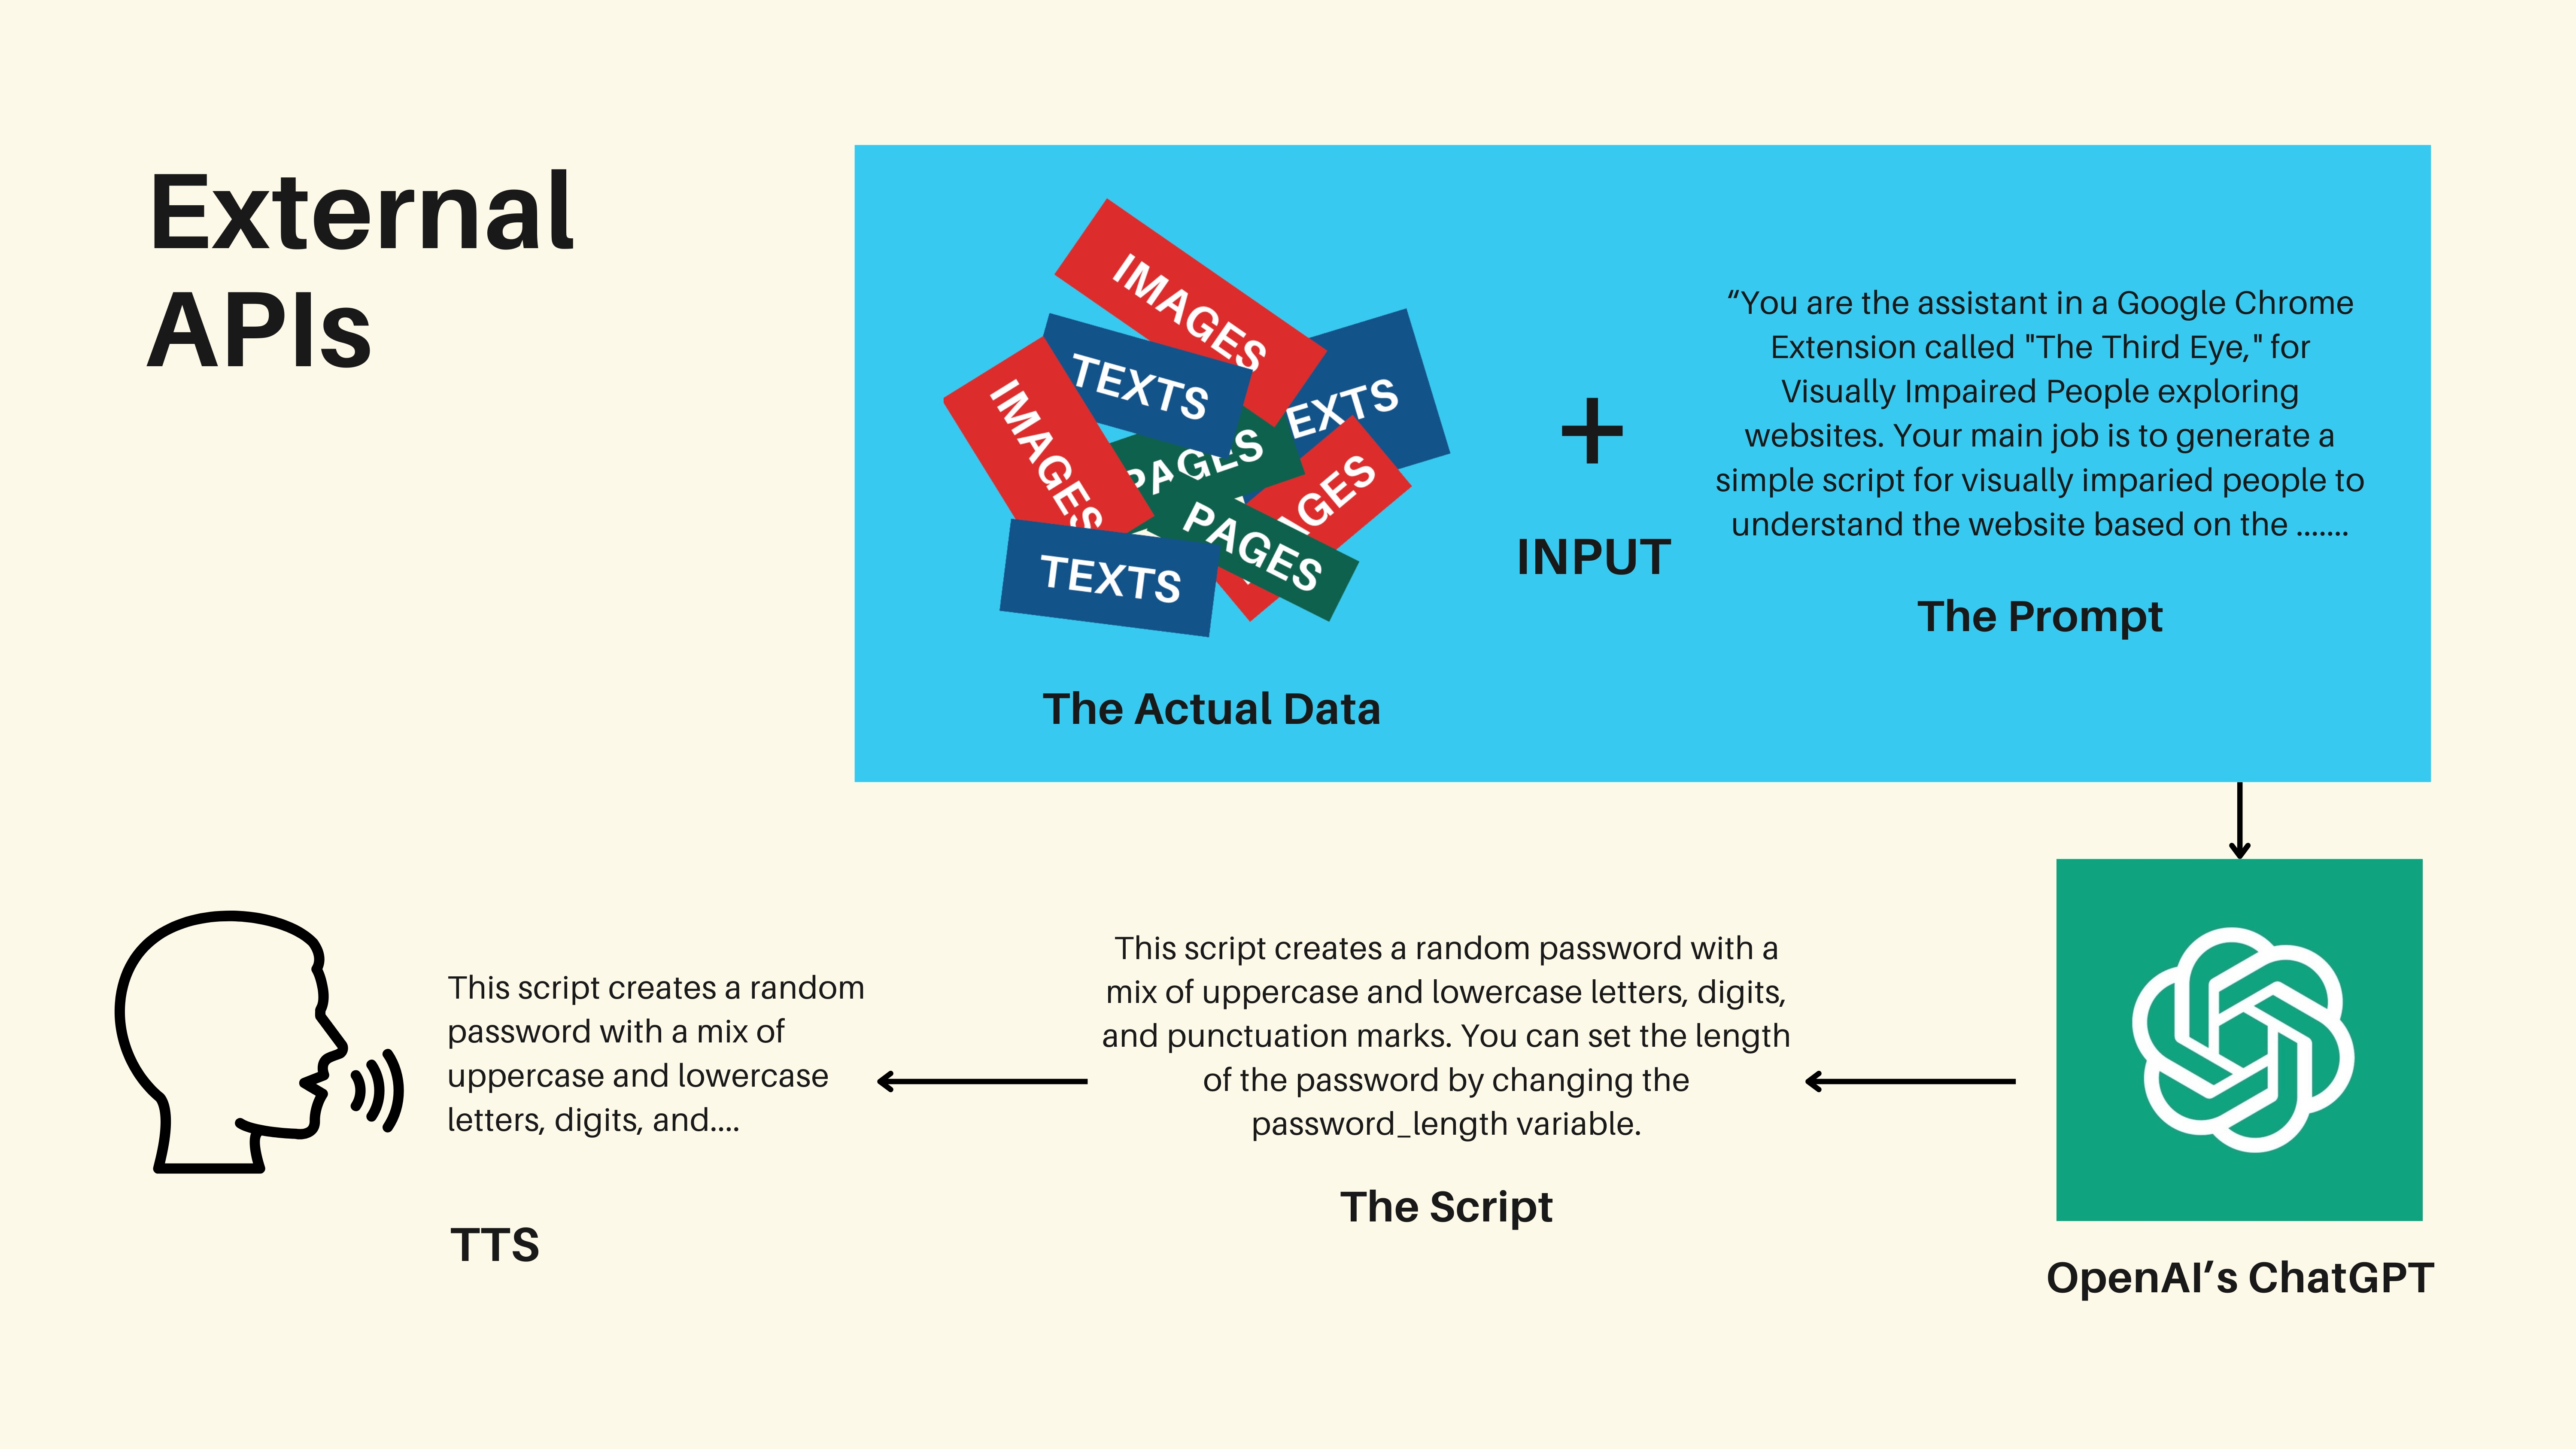 External
APIs
IMAGES
TEXTS
EXTS
IMAGES
PAGES
AGES
PAGES
TEXTS
The Actual Data
+
INPUT
“You are the assistant in a Google Chrome
Extension called "The Third Eye," for
Visually Impaired People exploring
websites. Your main job is to generate a
simple script for visually imparied people to
understand the website based on the .......
The Prompt
OpenAI’s ChatGPT
This script creates a random password with a
mix of uppercase and lowercase letters, digits,
and punctuation marks. You can set the length
of the password by changing the
password_length variable.
The Script
This script creates a random
password with a mix of
uppercase and lowercase
letters, digits, and....
TTS